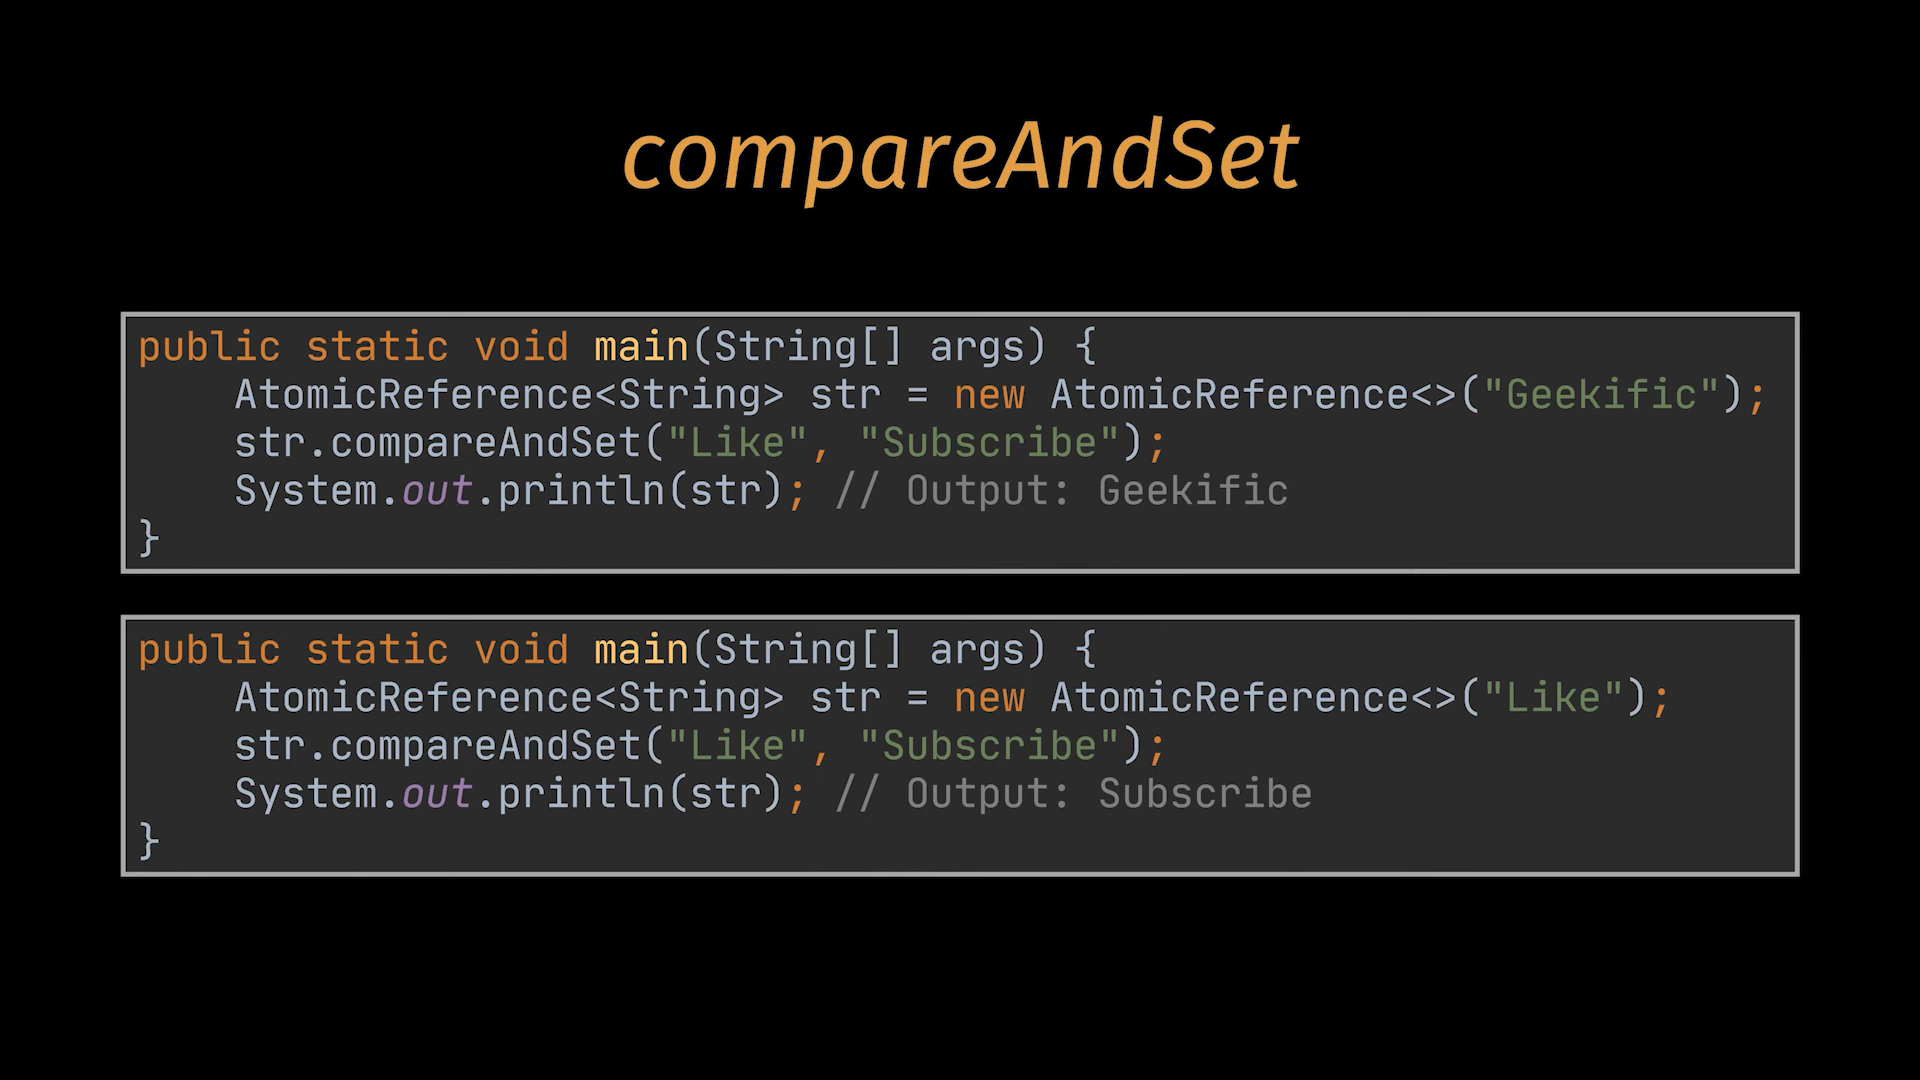 compareAndSet
public static void main(String[] args) {
    AtomicReference<String> str = new AtomicReference<>("Geekific");
    str.compareAndSet("Like", "Subscribe");
    System.out.println(str); // Output: Geekific
}
public static void main(String[] args) {
    AtomicReference<String> str = new AtomicReference<>("Like");
    str.compareAndSet("Like", "Subscribe");
    System.out.println(str); // Output: Subscribe
}